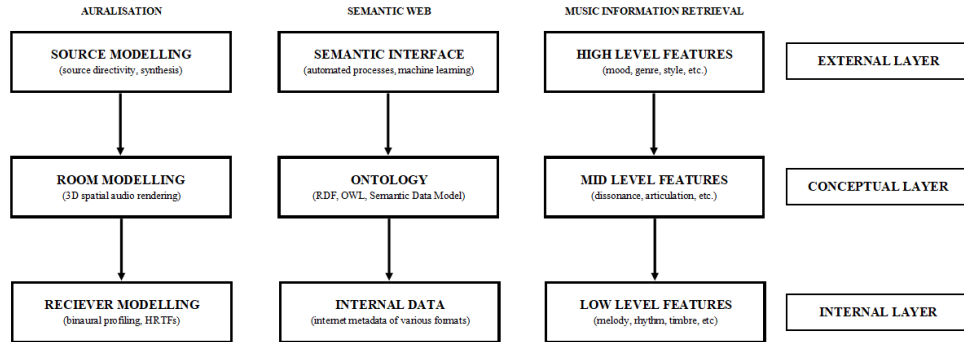 AURALISATION
SEMANTIC WEB
MUSIC INFORMATION RETRIEVAL
SOURCE MODELLING
(source directivity, synthesis)
SEMANTIC INTERFACE
(automated processes, machine learning)
HIGH LEVEL FEATURES
(mood, genre, style, etc.)
EXTERNAL LAYER
ROOM MODELLING
(3D spatial audio rendering)
ONTOLOGY
(RDF, OWL, Semantic Data Model)
MID LEVEL FEATURES
(dissonance, articulation, etc.)
CONCEPTUAL LAYER
RECIEVER MODELLING
(binaural profiling, HRTFs)
INTERNAL DATA
(internet metadata of various formats)
LOW LEVEL FEATURES
(melody, rhythm, timbre, etc)
INTERNAL LAYER